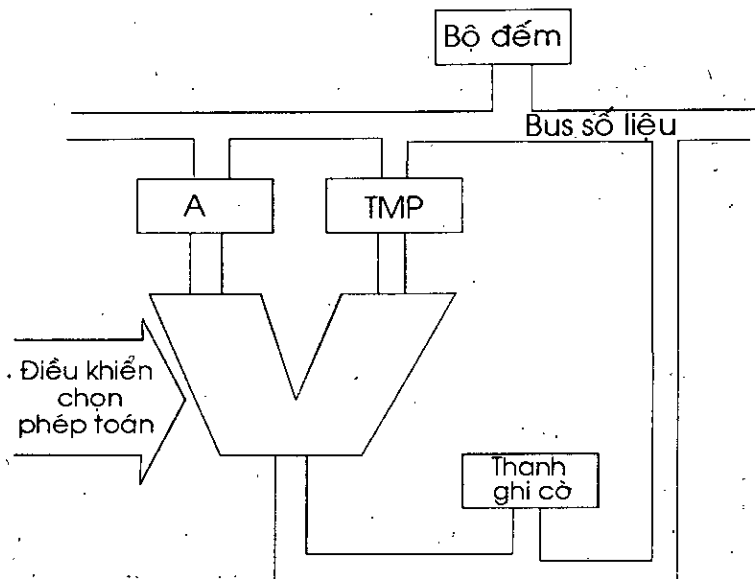 Bộ đếm
Bus số liệu
A
TMP
Điều khiển
chọn
phép toán
Thanh
ghi cờ